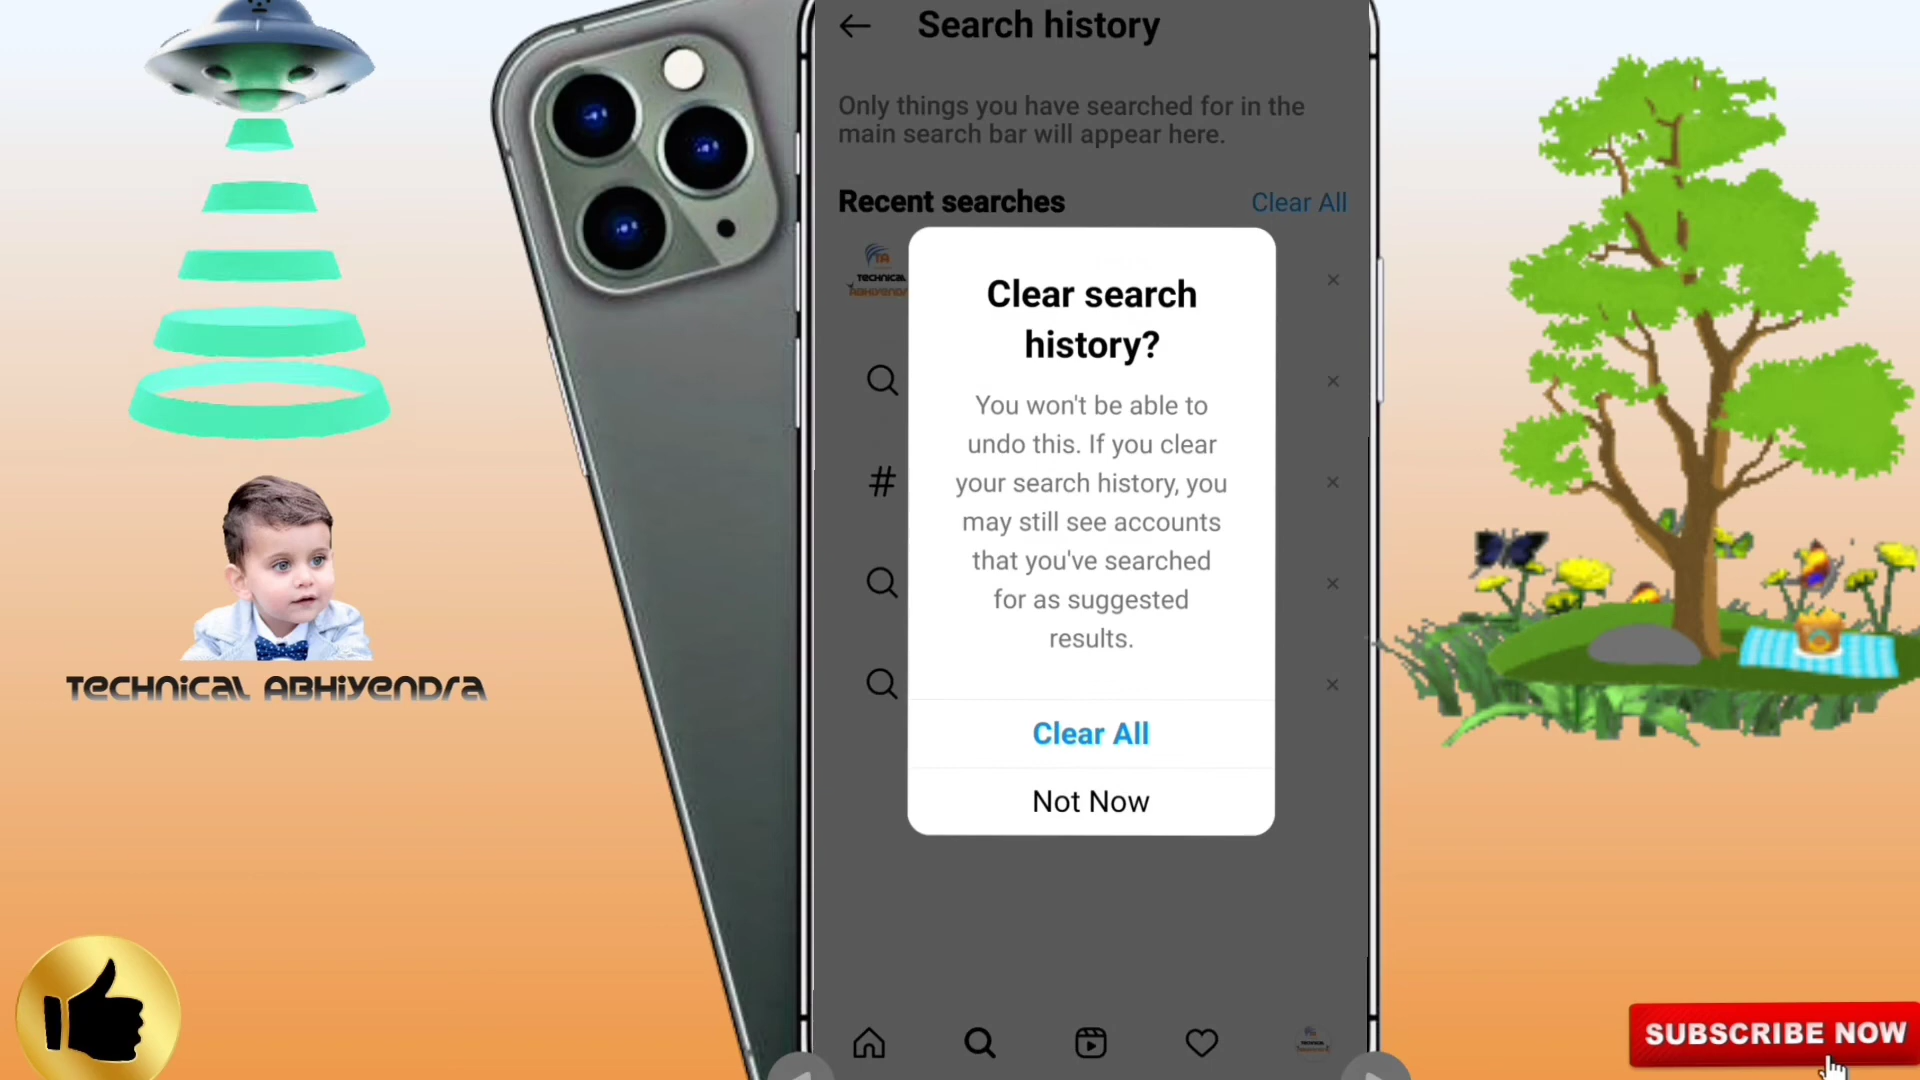 Search history
Only things you have searched for in the
main search bar will appear here.
Recent searches
Clear All
TA
TECHNICAL
Clear search
history?
You won't be able to
undo this. If you clear
your search history, you
may still see accounts
that you've searched
for as suggested
results.
Clear All
Not Now
TECHNICAL ABHIYENDRA
SUBSCRIBE NOW